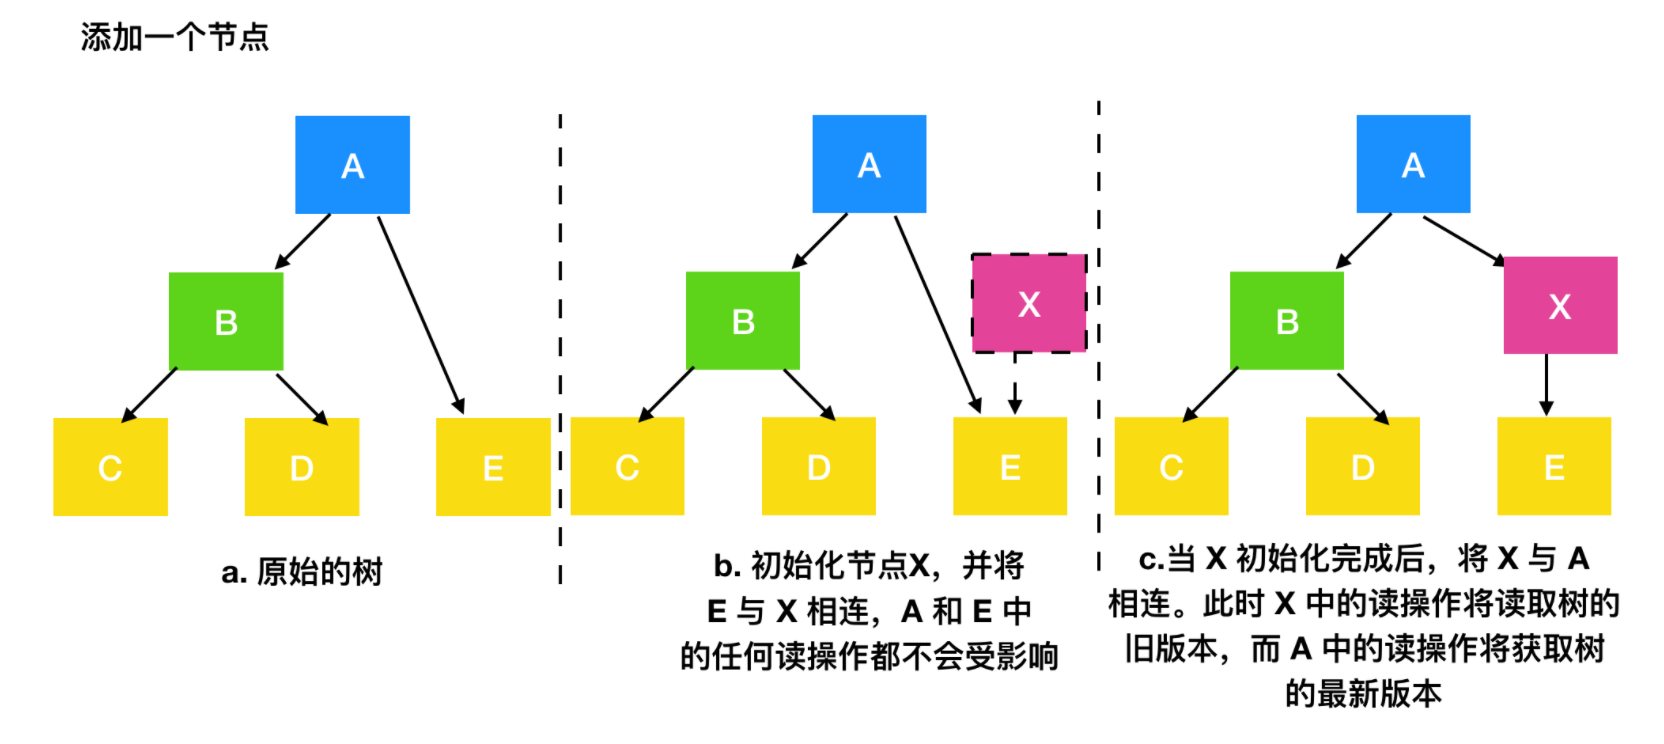 添加一个节点
A
B
C
D
E
a. 原始的树
A
X
B
C
D
E
b. 初始化节点X，并将
E 与 X 相连，A 和 E 中
的任何读操作都不会受影响
A
X
B
C
D
E
c.当 X 初始化完成后，将 X 与 A
相连。此时 X 中的读操作将读取树的
旧版本，而 A 中的读操作将获取树
的最新版本